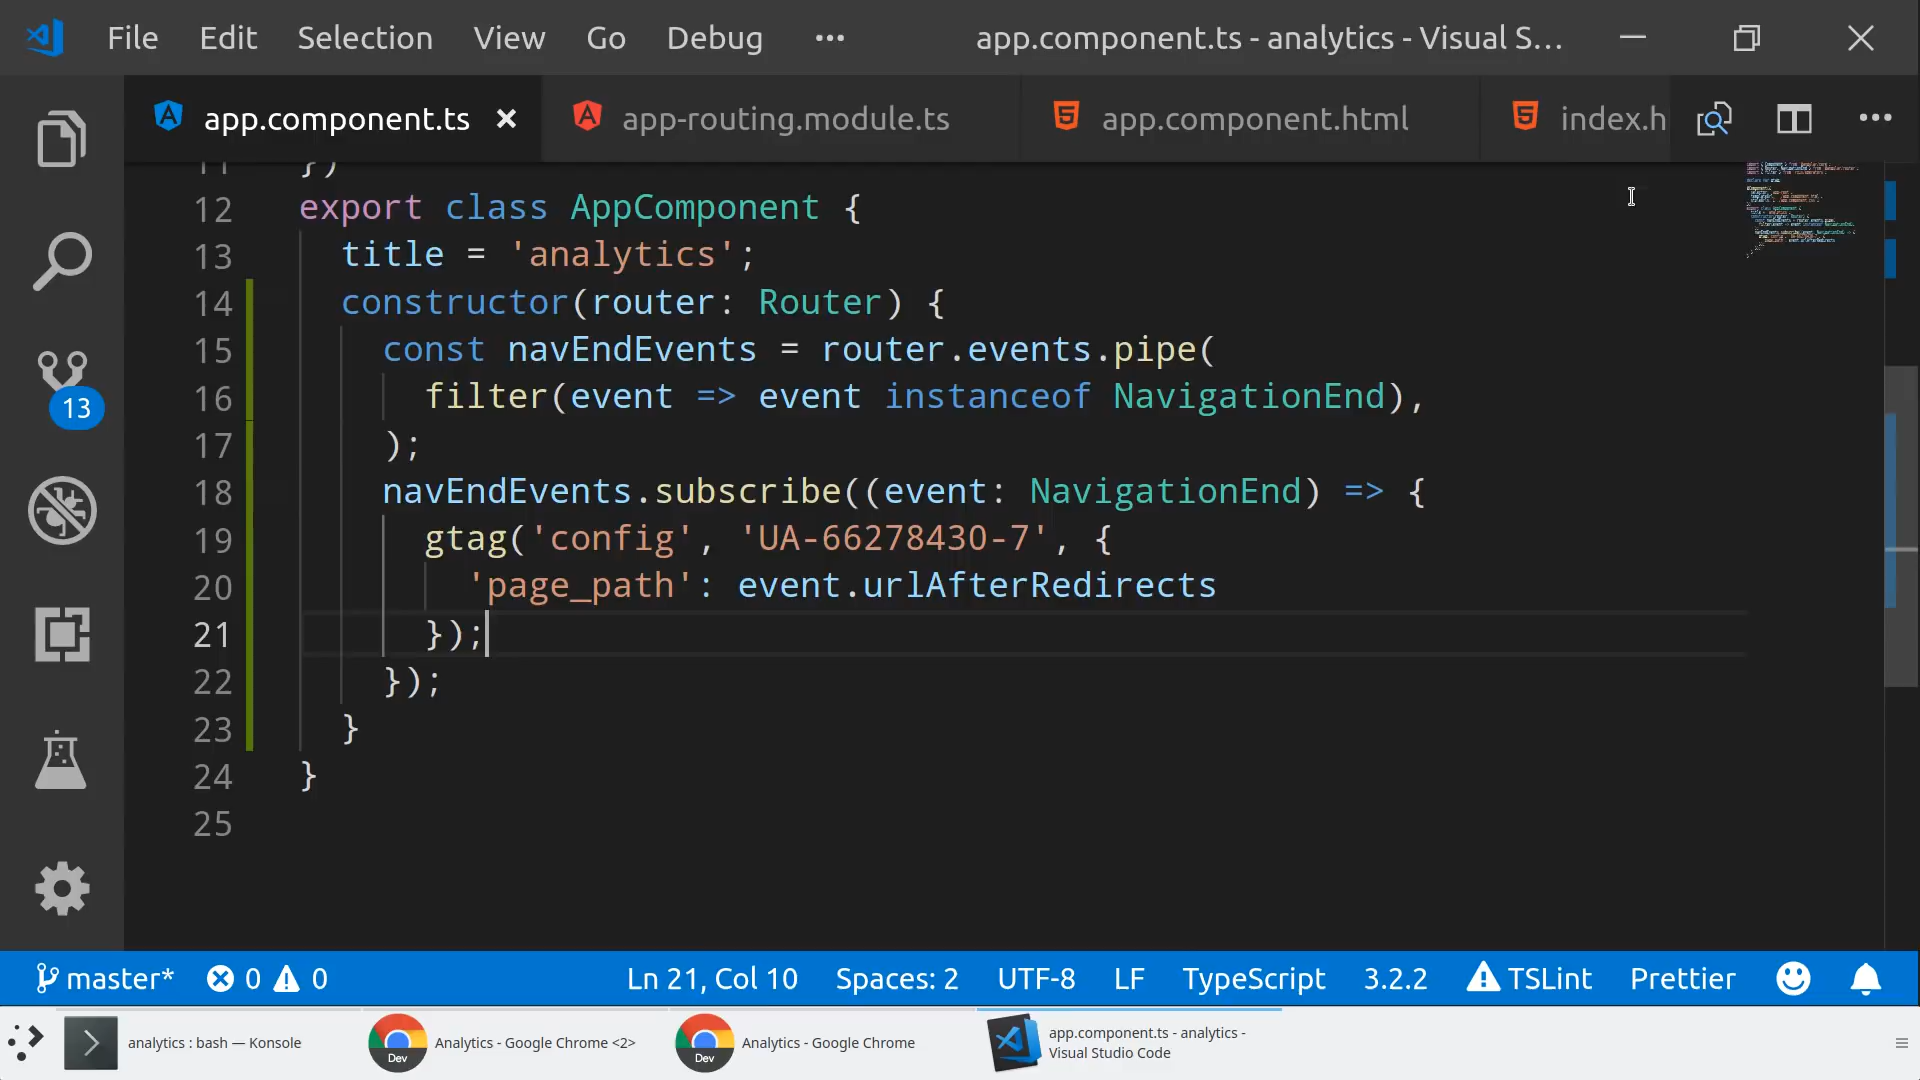 File Edit Selection View Go Debug ··· app.component.ts - analytics - Visual S...
app.component.ts app-routing.module.ts app.component.html index.h
11 })
12 export class AppComponent {
13 title = 'analytics';
14 constructor(router: Router) {
15 const navEndEvents = router.events.pipe(
16 filter(event => event instanceof NavigationEnd),
17 );
18 navEndEvents.subscribe((event: NavigationEnd) => {
19 gtag('config', 'UA-66278430-7', {
20 'page_path': event.urlAfterRedirects
21 });
22 });
23 }
24 }
25
13
master* 0 0 Ln 21, Col 10 Spaces: 2 UTF-8 LF TypeScript 3.2.2 TSLint Prettier
analytics : bash — Konsole Dev Analytics - Google Chrome <2> Dev Analytics - Google Chrome app.component.ts - analytics -
Visual Studio Code